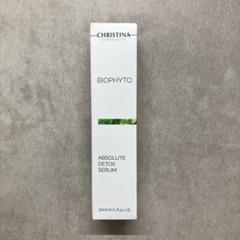 CHRISTINA
BIOPHYTO
ABSOLUTE
DETOX
SERUM